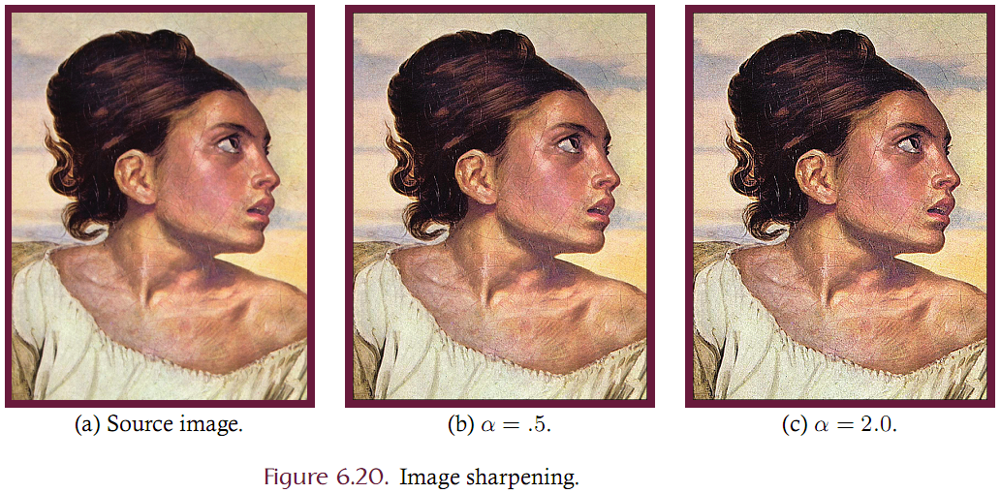 (a) Source image.
(b) α = .5.
(c) α = 2.0.
Figure 6.20. Image sharpening.